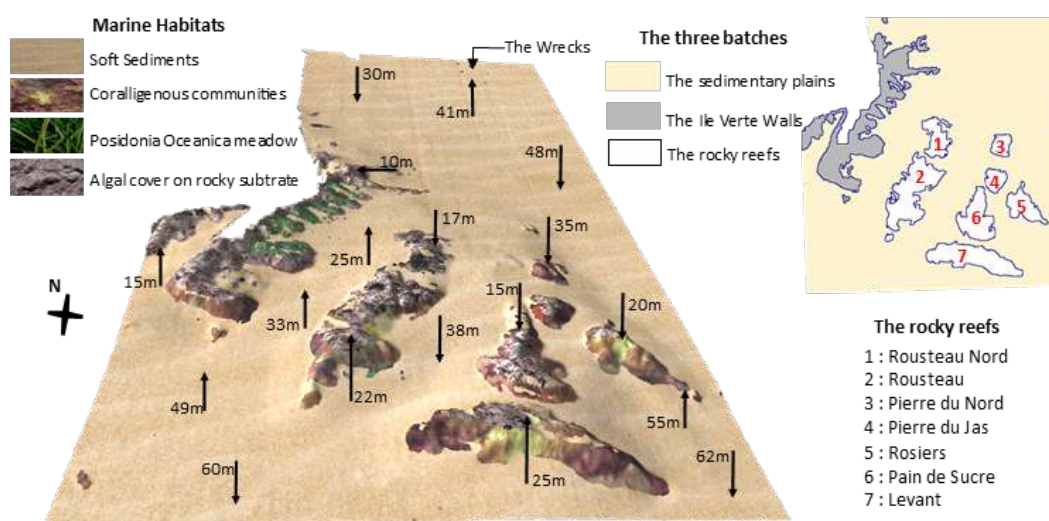 Marine Habitats
Soft Sediments
Coralligenous communities
Posidonia Oceanica meadow
Algal cover on rocky subtrate
N
The Wrecks
30m
41m
10m
48m
17m
35m
25m
15m
15m
20m
33m
38m
49m
22m
55m
60m
25m
62m
The three batches
The sedimentary plains
The Ile Verte Walls
The rocky reefs
1
2
3
4
5
6
7
The rocky reefs
1 : Rousteau Nord
2 : Rousteau
3 : Pierre du Nord
4 : Pierre du Jas
5 : Rosiers
6 : Pain de Sucre
7 : Levant